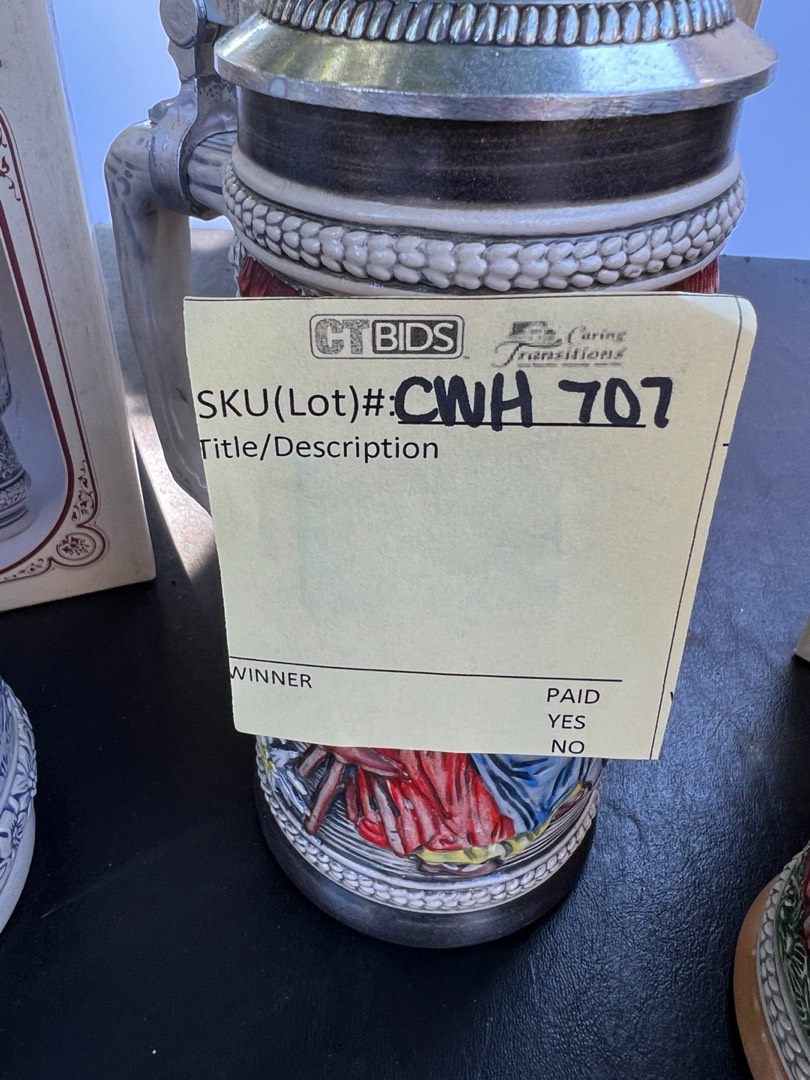 CTBIDS Caring Transitions
SKU(Lot)#: CWH 707
Title/Description
WINNER
PAID
YES
NO